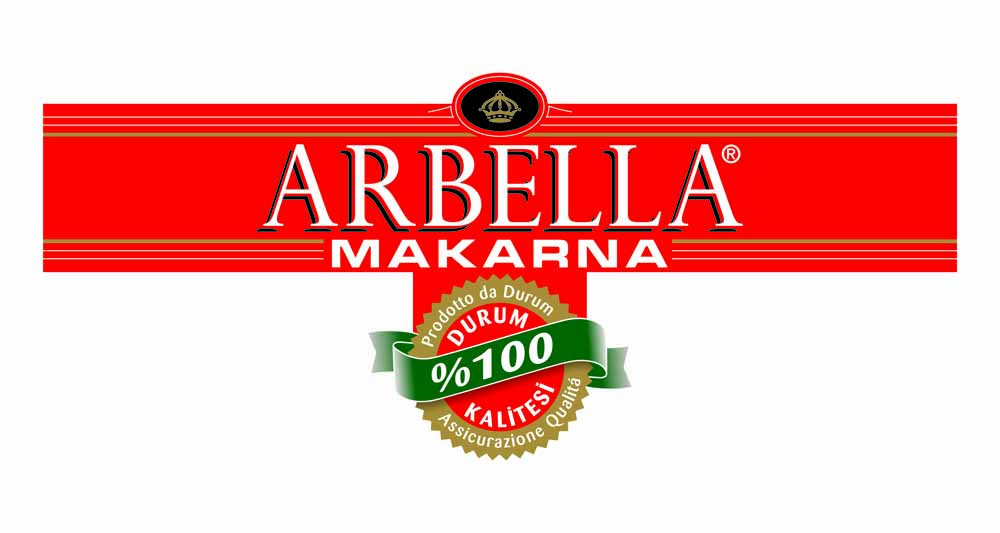 ARBELLA®
MAKARNA
Prodotto da Durum
DURUM
%100
KALİTESİ
Assicurazione Qualitá